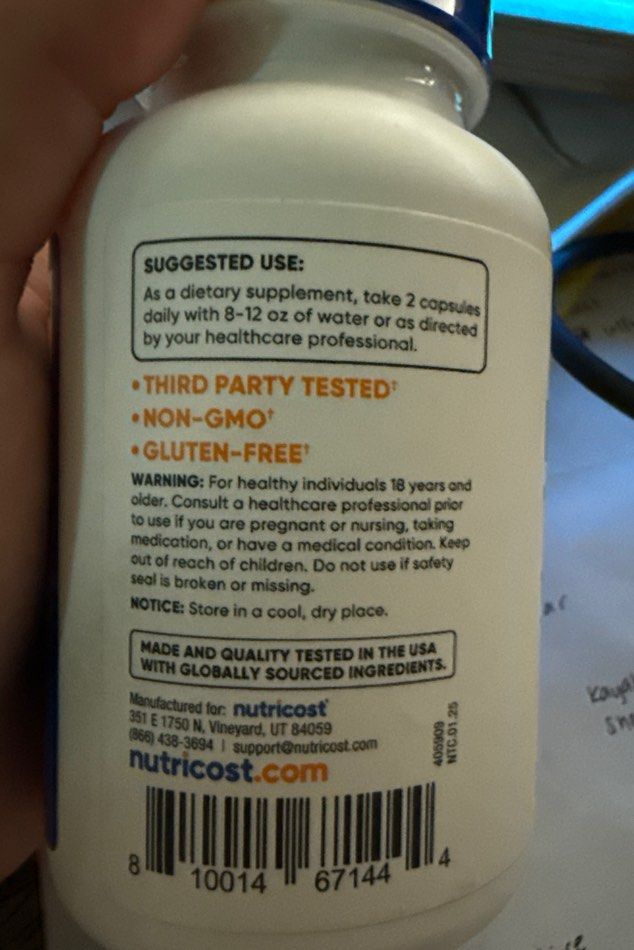 SUGGESTED USE:
As a dietary supplement, take 2 capsules
daily with 8-12 oz of water or as directed
by your healthcare professional.
•THIRD PARTY TESTED‡
•NON-GMO†
•GLUTEN-FREE†
WARNING: For healthy individuals 18 years and
older. Consult a healthcare professional prior
to use if you are pregnant or nursing, taking
medication, or have a medical condition. Keep
out of reach of children. Do not use if safety
seal is broken or missing.
NOTICE: Store in a cool, dry place.
MADE AND QUALITY TESTED IN THE USA
WITH GLOBALLY SOURCED INGREDIENTS.
Manufactured for: nutricost
351 E 1750 N, Vineyard, UT 84059
(866) 438-3694 | support@nutricost.com
nutricost.com
405909
NTC.01.25
8 10014 67144 4